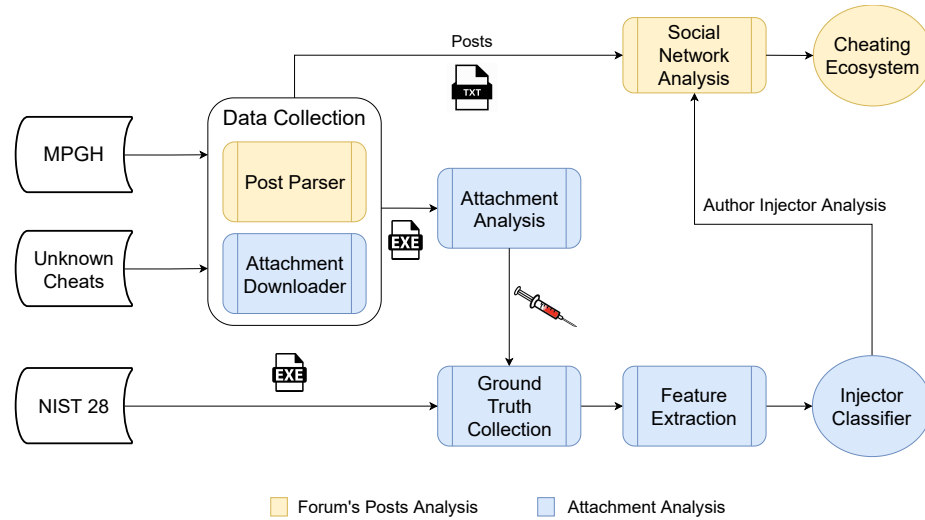 Posts
TXT
Social
Network
Analysis
Cheating
Ecosystem
Data Collection
MPGH
Post Parser
Attachment
Analysis
EXE
Author Injector Analysis
Unknown
Cheats
Attachment
Downloader
EXE
NIST 28
Ground
Truth
Collection
Feature
Extraction
Injector
Classifier
Forum's Posts Analysis
Attachment Analysis